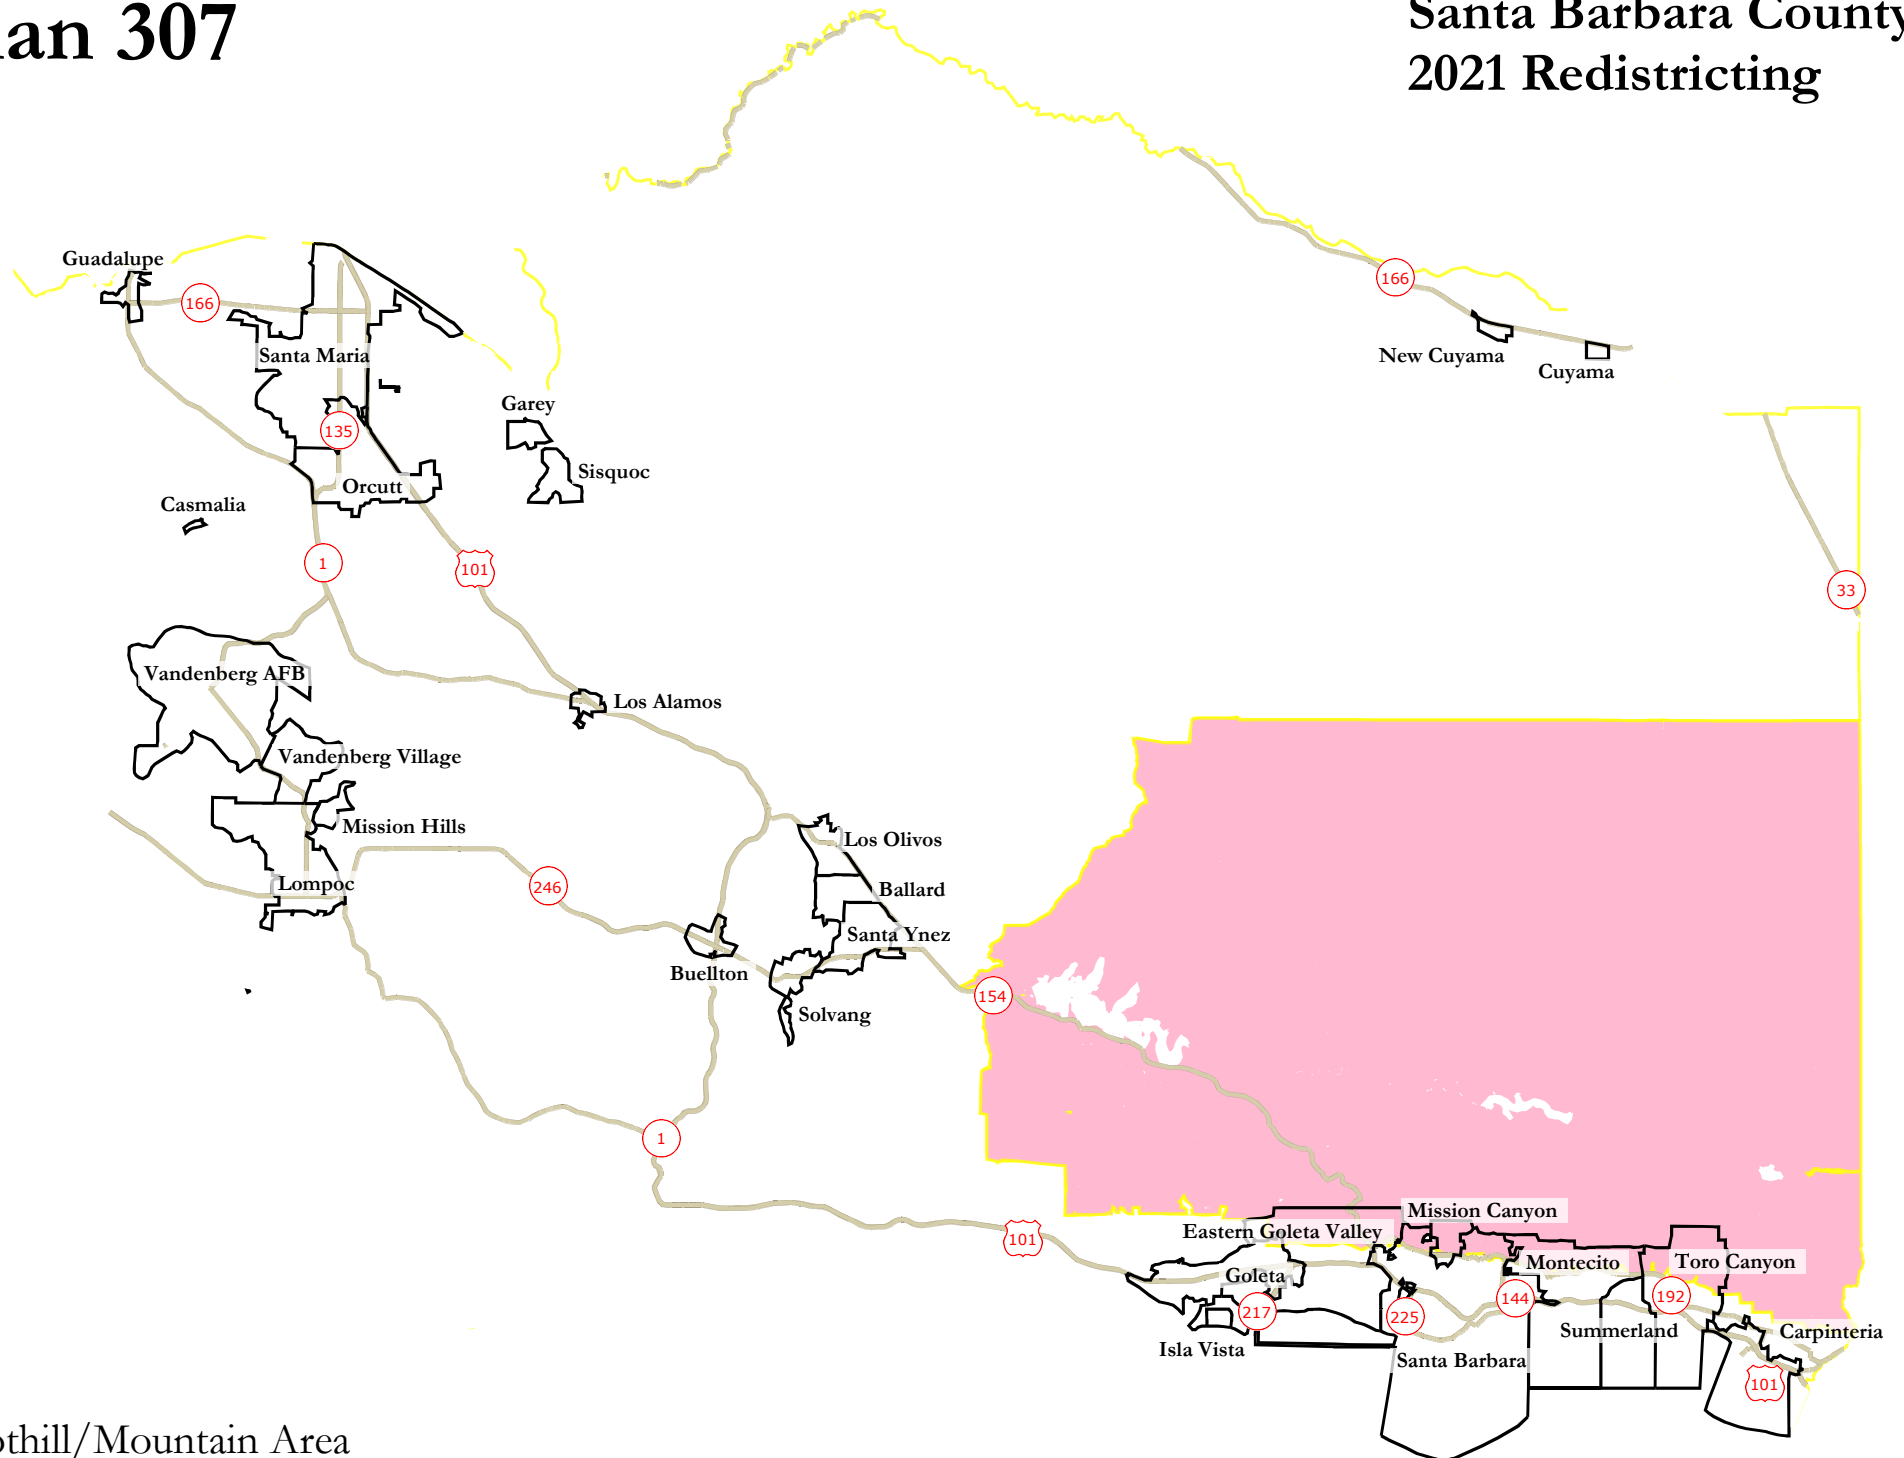 an 307
Santa Barbara County
2021 Redistricting
Guadalupe
166
166
Santa Maria
New Cuyama
Cuyama
Garey
135
Sisquoc
Orcutt
Casmalia
1
101
33
Vandenberg AFB
Los Alamos
Vandenberg Village
Mission Hills
Los Olivos
Lompoc
246
Ballard
Santa Ynez
Buellton
154
Solvang
1
Mission Canyon
101
Eastern Goleta Valley
Montecito
Toro Canyon
Goleta
217
225
144
192
Isla Vista
Summerland
Carpinteria
Santa Barbara
101
othill/Mountain Area